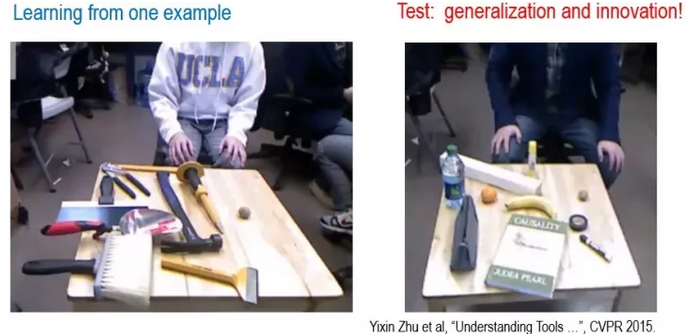 Learning from one example
Test: generalization and innovation!
UCLA
CAUSALITY
JUDEA PEARL
Yixin Zhu et al, “Understanding Tools ...”, CVPR 2015.